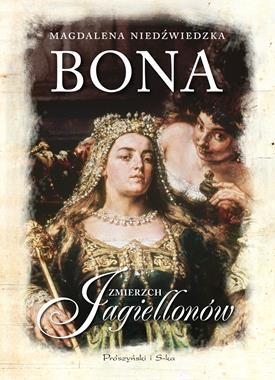 MAGDALENA NIEDŹWIEDZKA
BONA
ZMIERZCH
Jagiellonów
Prószyński i S-ka